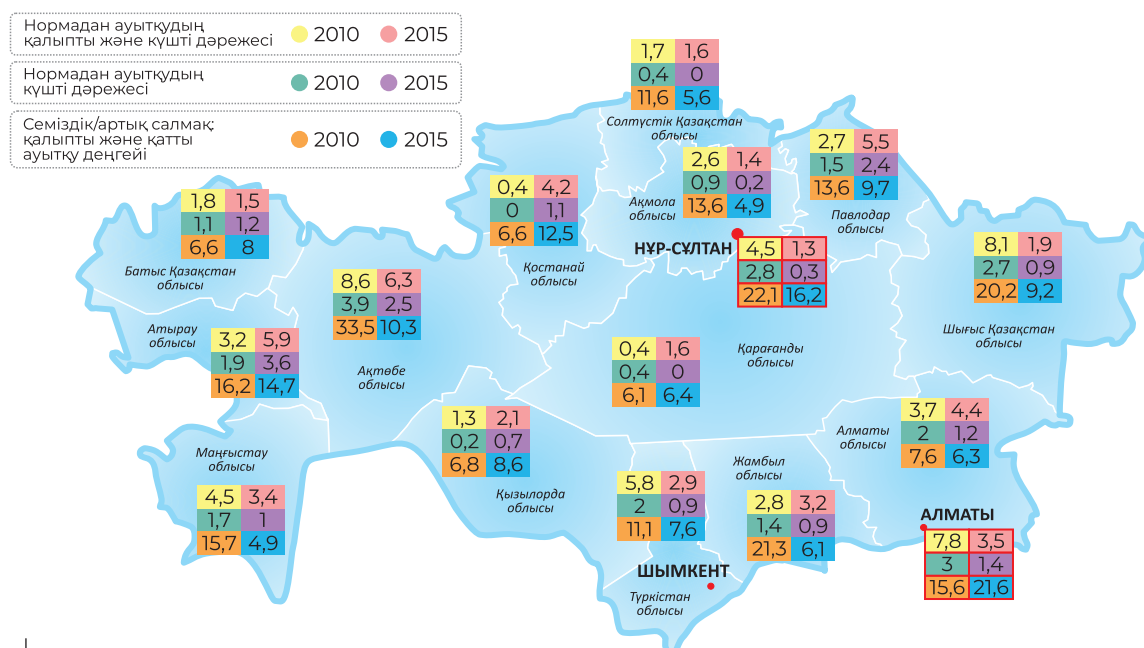 Нормадан ауытқудың
қалыпты және күшті дәрежесі
2010 2015
Нормадан ауытқудың
күшті дәрежесі
2010 2015
Семіздік/артық салмақ:
қалыпты және қатты
ауытқу деңгейі
2010 2015
1,7 1,6
0,4 0
11,6 5,6
Солтүстік Қазақстан
облысы
2,7 5,5
1,5 2,4
13,6 9,7
Павлодар
облысы
2,6 1,4
0,9 0,2
13,6 4,9
Ақмола
облысы
0,4 4,2
0 1,1
6,6 12,5
Қостанай
облысы
1,8 1,5
1,1 1,2
6,6 8
Батыс Қазақстан
облысы
НҰР-СҰЛТАН
4,5 1,3
2,8 0,3
22,1 16,2
8,1 1,9
2,7 0,9
20,2 9,2
Шығыс Қазақстан
облысы
8,6 6,3
3,9 2,5
33,5 10,3
Ақтөбе
облысы
Атырау
облысы
3,2 5,9
1,9 3,6
16,2 14,7
0,4 1,6
0,4 0
6,1 6,4
Қарағанды
облысы
3,7 4,4
2 1,2
7,6 6,3
Алматы
облысы
1,3 2,1
0,2 0,7
6,8 8,6
Қызылорда
облысы
Маңғыстау
облысы
4,5 3,4
1,7 1
15,7 4,9
5,8 2,9
2 0,9
11,1 7,6
ШЫМКЕНТ
Түркістан
облысы
Жамбыл
облысы
2,8 3,2
1,4 0,9
21,3 6,1
АЛМАТЫ
7,8 3,5
3 1,4
15,6 21,6